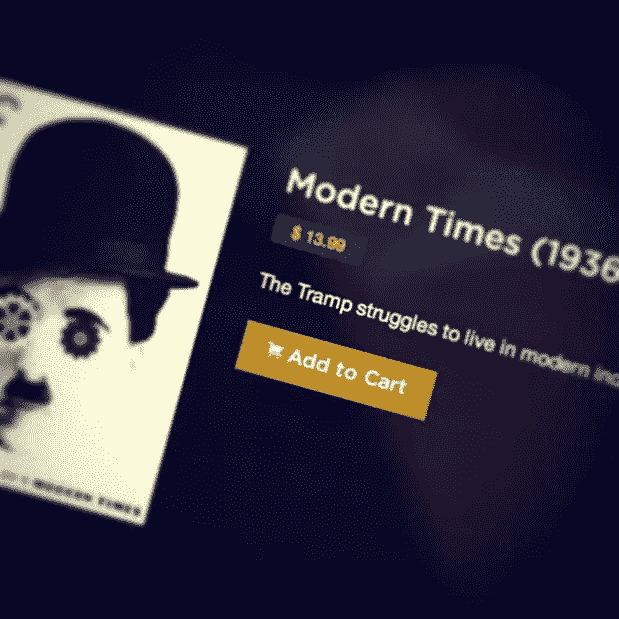 Modern Times (1936
$ 13.99
The Tramp struggles to live in modern ind
Add to Cart
MODERN TIMES